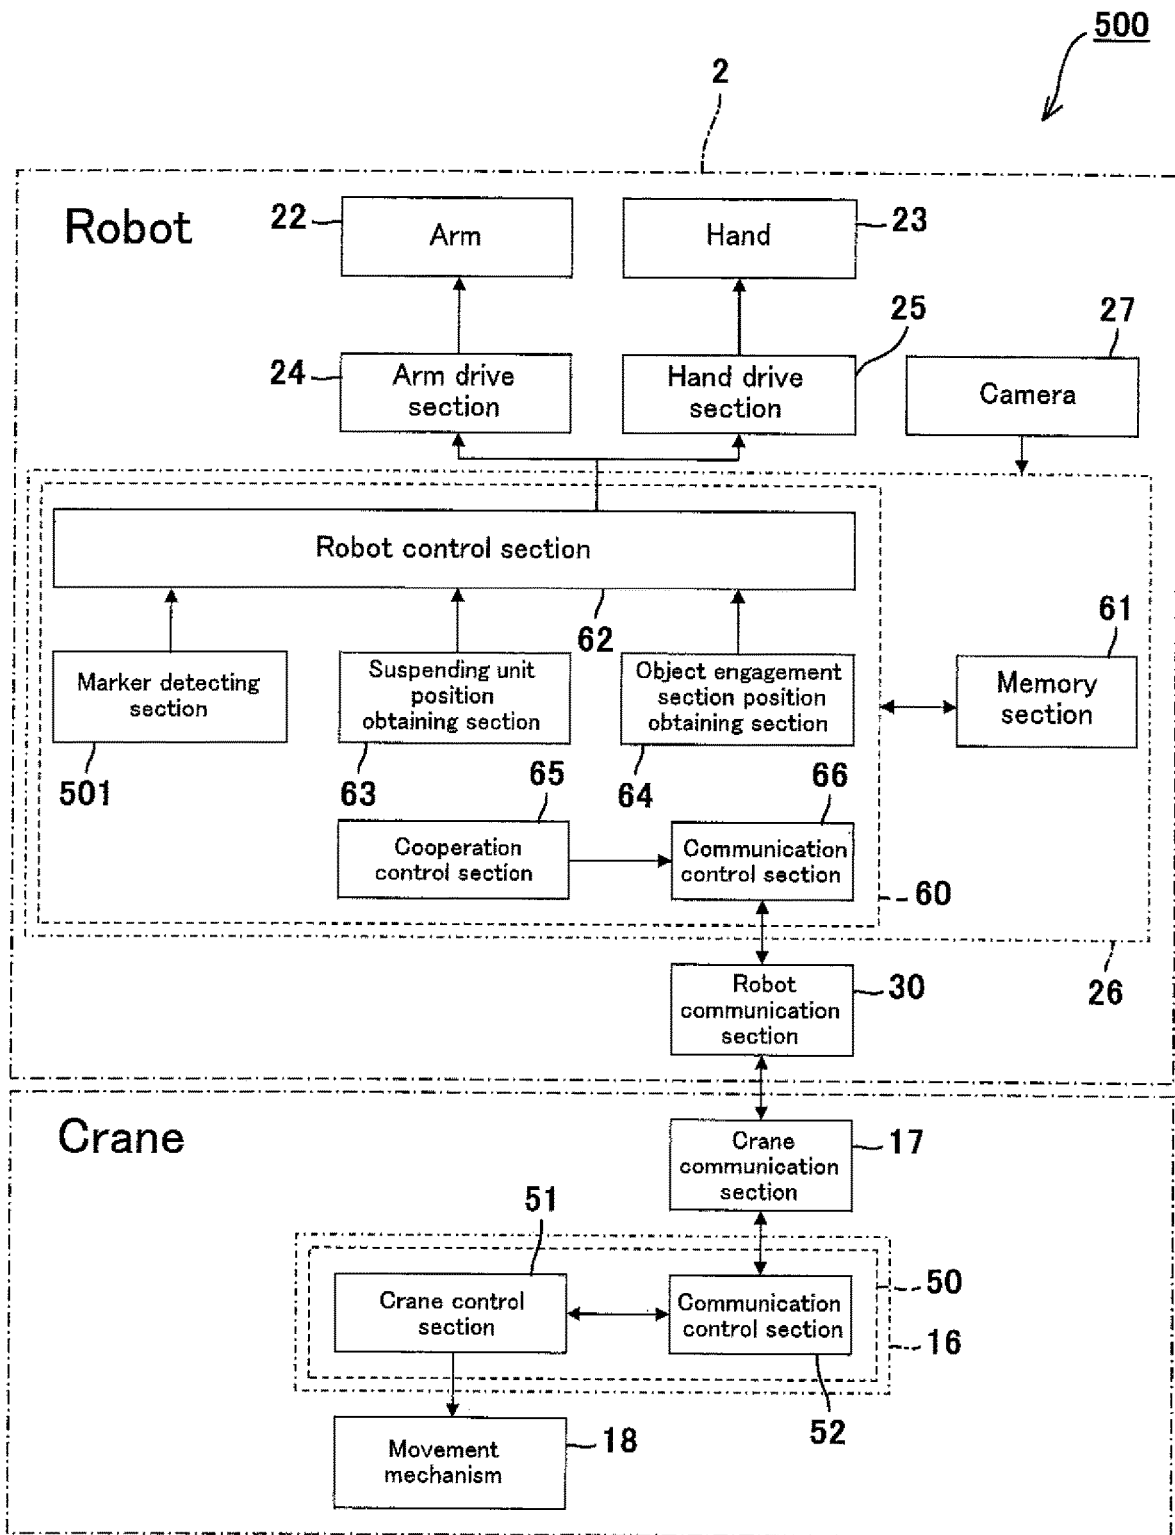 500
2
Robot
22
Arm
Hand
23
24
Arm drive
section
Hand drive
section
25
27
Camera
Robot control section
62
61
Marker detecting
section
501
Suspending unit
position
obtaining section
63
Object engagement
section position
obtaining section
64
Memory
section
65
66
Cooperation
control section
Communication
control section
60
26
Robot
communication
section
30
Crane
Crane
communication
section
17
51
Crane control
section
Communication
control section
50
16
52
Movement
mechanism
18